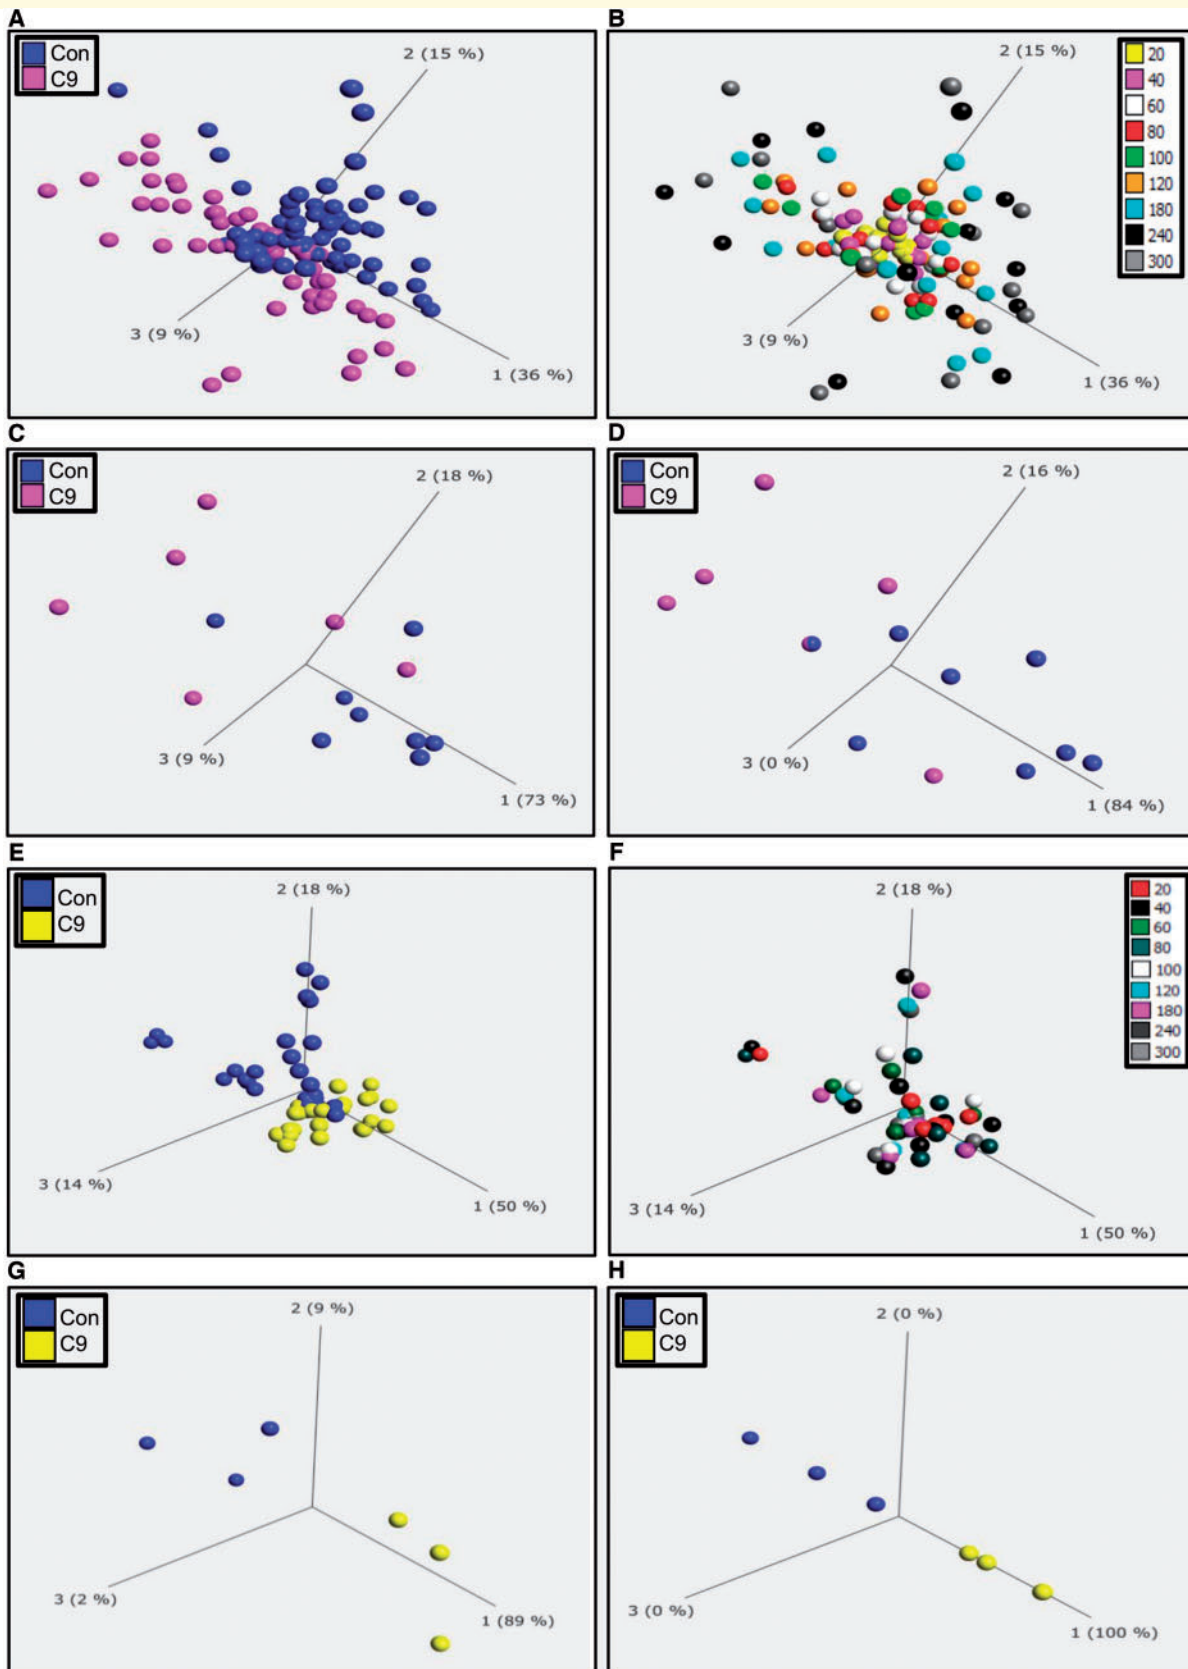 A
Con
C9
2 (15 %)
3 (9 %)
1 (36 %)
B
2 (15 %)
3 (9 %)
1 (36 %)
20
40
60
80
100
120
180
240
300
C
Con
C9
2 (18 %)
3 (9 %)
1 (73 %)
D
Con
C9
2 (16 %)
3 (0 %)
1 (84 %)
E
Con
C9
2 (18 %)
3 (14 %)
1 (50 %)
F
2 (18 %)
3 (14 %)
1 (50 %)
20
40
60
80
100
120
180
240
300
G
Con
C9
2 (9 %)
3 (2 %)
1 (89 %)
H
Con
C9
2 (0 %)
3 (0 %)
1 (100 %)